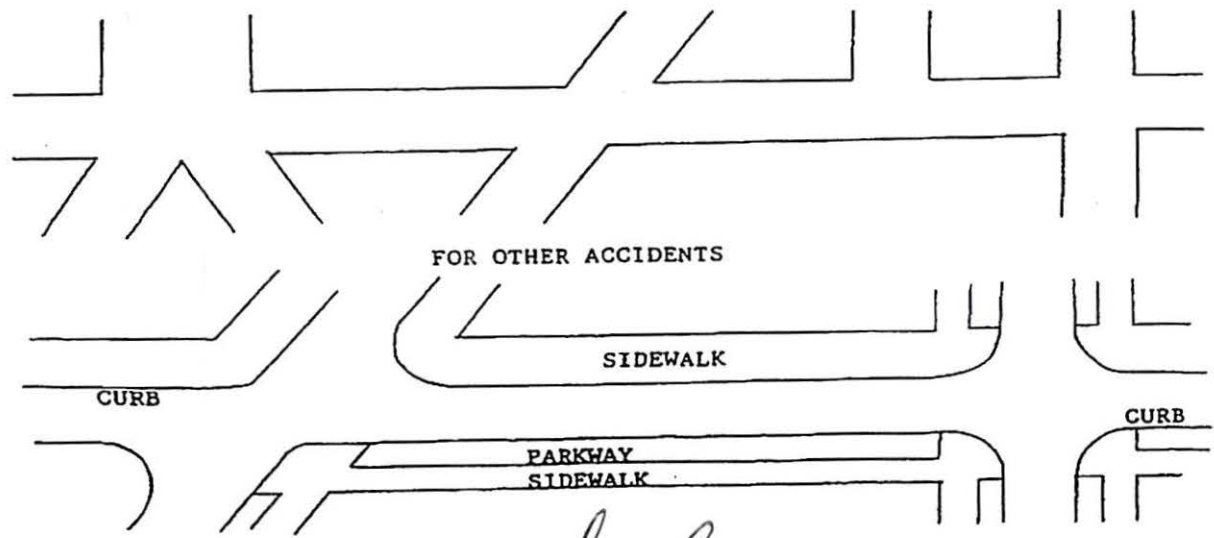 FOR OTHER ACCIDENTS
SIDEWALK
CURB
CURB
PARKWAY
SIDEWALK